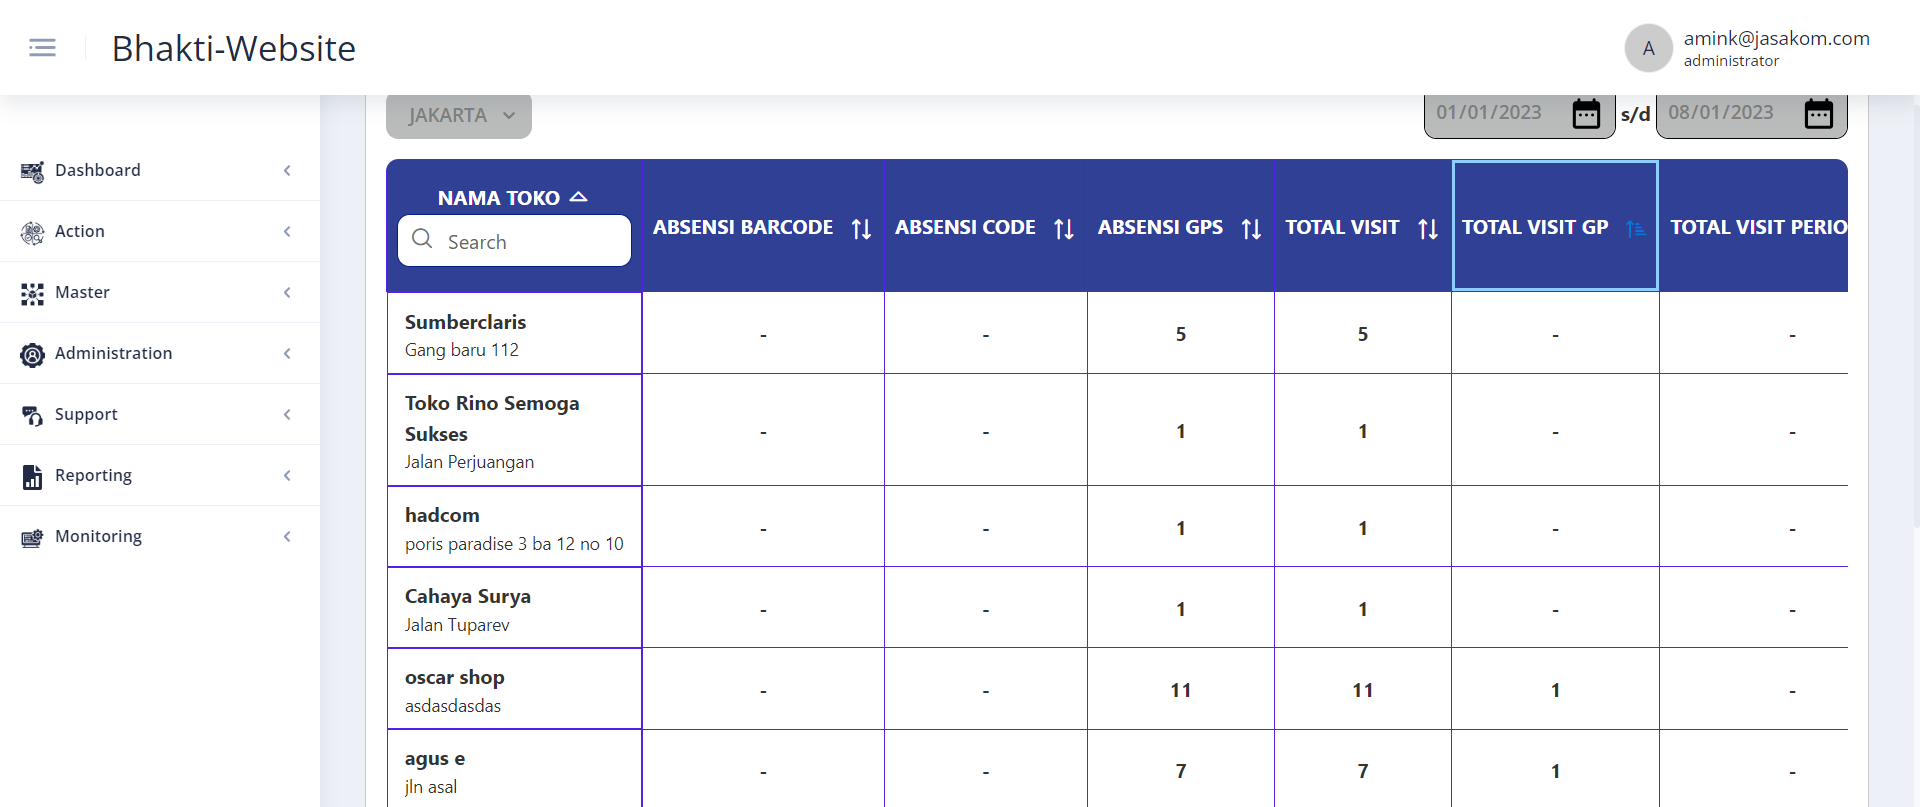 Bhakti-Website
A
amink@jasakom.com
administrator
JAKARTA
01/01/2023 s/d 08/01/2023
Dashboard
Action
Master
Administration
Support
Reporting
Monitoring
NAMA TOKO
Search
ABSENSI BARCODE
ABSENSI CODE
ABSENSI GPS
TOTAL VISIT
TOTAL VISIT GP
TOTAL VISIT PERIO
Sumberclaris
Gang baru 112
- - 5 5 - -
Toko Rino Semoga
Sukses
Jalan Perjuangan
- - 1 1 - -
hadcom
poris paradise 3 ba 12 no 10
- - 1 1 - -
Cahaya Surya
Jalan Tuparev
- - 1 1 - -
oscar shop
asdasdasdas
- - 11 11 1 -
agus e
jln asal
- - 7 7 1 -